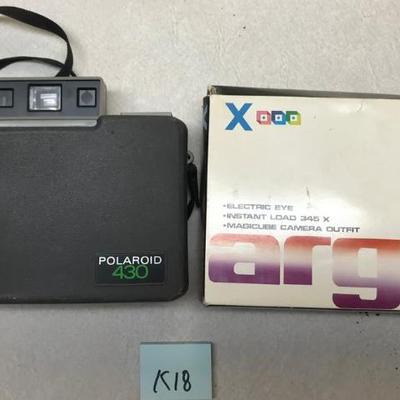 POLAROID
430
X
•ELECTRIC EYE
•INSTANT LOAD 345 X
•MAGICUBE CAMERA OUTFIT
arg
K18